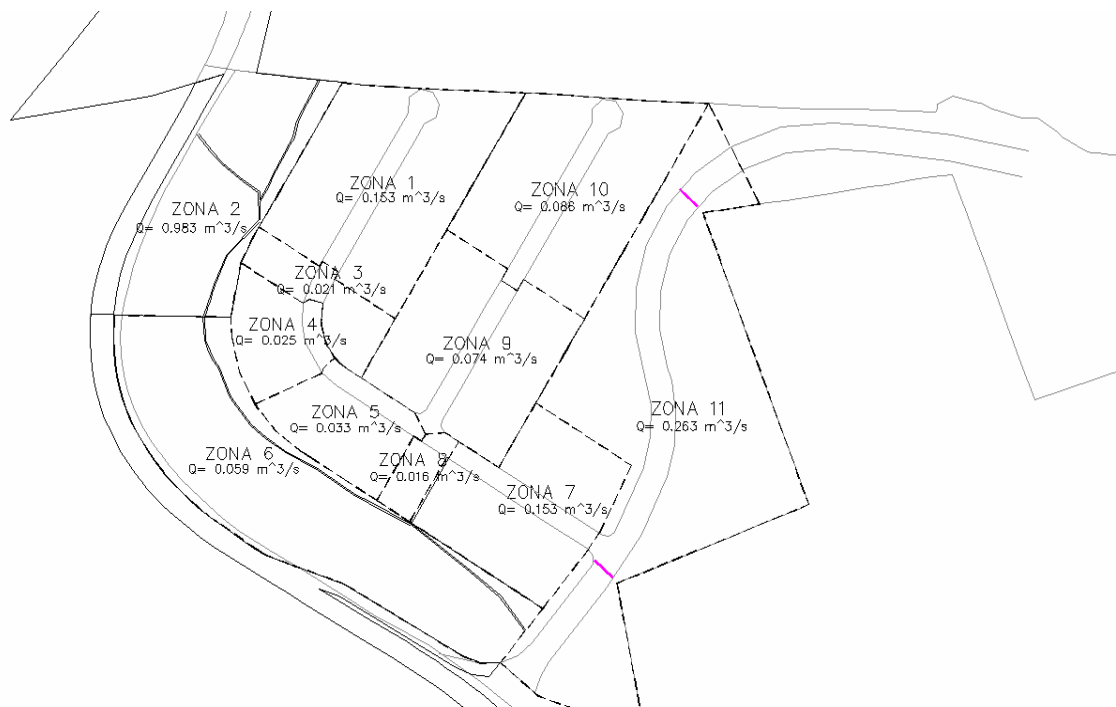 ZONA 1
Q= 0.153 m^3/s
ZONA 10
Q= 0.086 m^3/s
ZONA 2
Q= 0.983 m^3/s
ZONA 3
Q= 0.021 m^3/s
ZONA 4
Q= 0.025 m^3/s
ZONA 9
Q= 0.074 m^3/s
ZONA 5
Q= 0.033 m^3/s
ZONA 11
Q= 0.263 m^3/s
ZONA 6
Q= 0.059 m^3/s
ZONA 8
Q= 0.016 m^3/s
ZONA 7
Q= 0.153 m^3/s